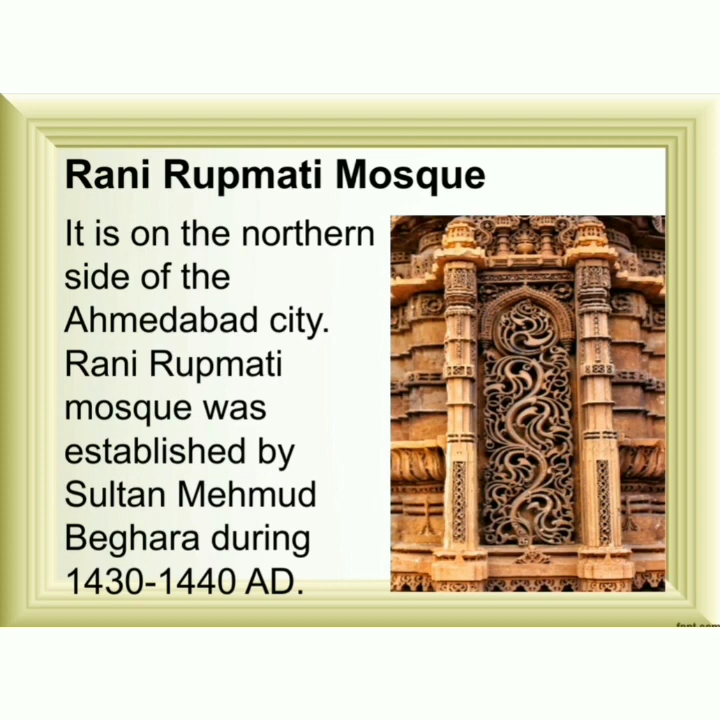 Rani Rupmati Mosque
It is on the northern
side of the
Ahmedabad city.
Rani Rupmati
mosque was
established by
Sultan Mehmud
Beghara during
1430-1440 AD.